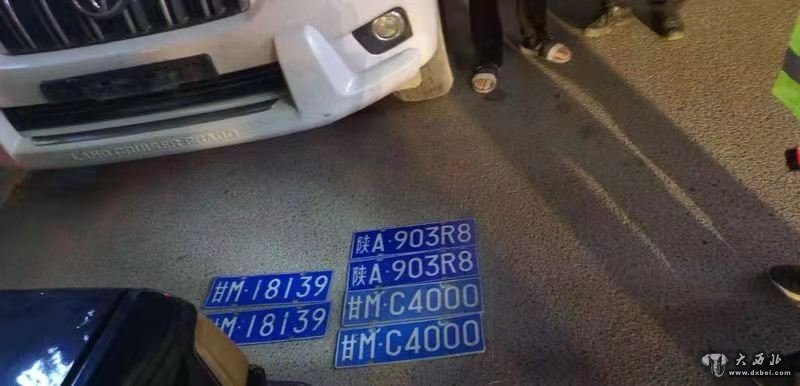 LAND CRUISER PRADO
陕A·903R8
陕A·903R8
甘M·18139
甘M·C4000
甘M·18139
甘M·C4000
大西北
www.dxbei.com